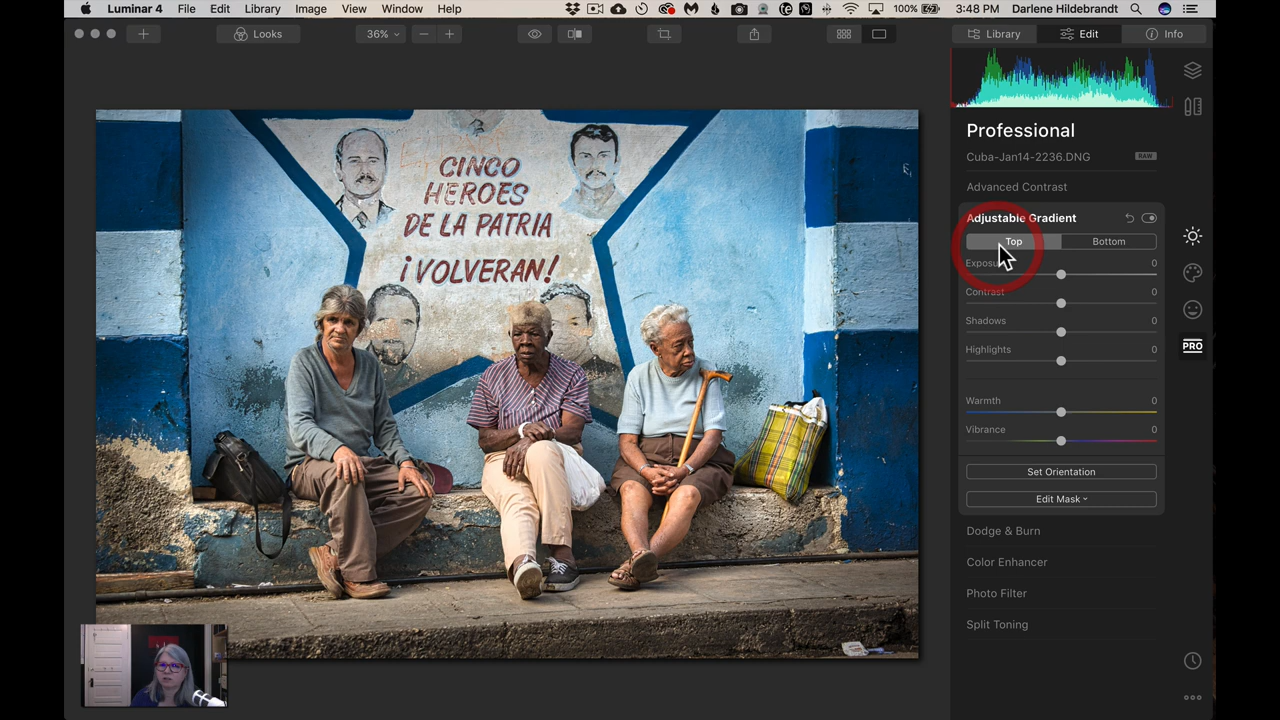 Luminar 4 File Edit Library Image View Window Help 100% 3:48 PM Darlene Hildebrandt
Looks 36% Library Edit Info
Professional
Cuba-Jan14-2236.DNG RAW
Advanced Contrast
Adjustable Gradient
Top Bottom
Exposure 0
Contrast 0
Shadows 0
Highlights 0
Warmth 0
Vibrance 0
Set Orientation
Edit Mask
Dodge & Burn
Color Enhancer
Photo Filter
Split Toning
PRO
CINCO
HEROES
DE LA PATRIA
¡VOLVERAN!